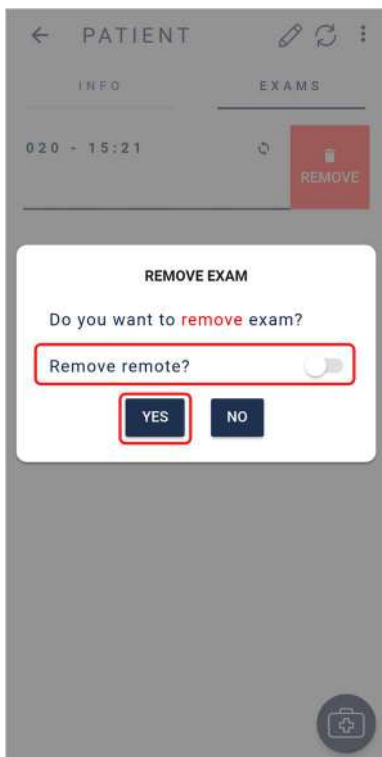 PATIENT
INFO EXAMS
020 - 15:21
REMOVE
REMOVE EXAM
Do you want to remove exam?
Remove remote?
YES NO